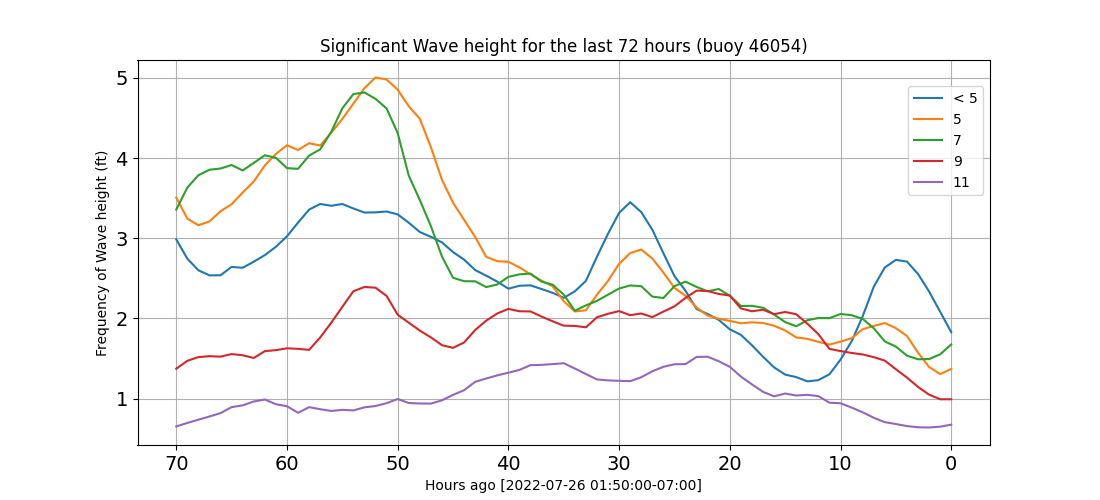 Significant Wave height for the last 72 hours (buoy 46054)
Frequency of Wave height (ft)
5
4
3
2
1
< 5
5
7
9
11
70 60 50 40 30 20 10 0
Hours ago [2022-07-26 01:50:00-07:00]